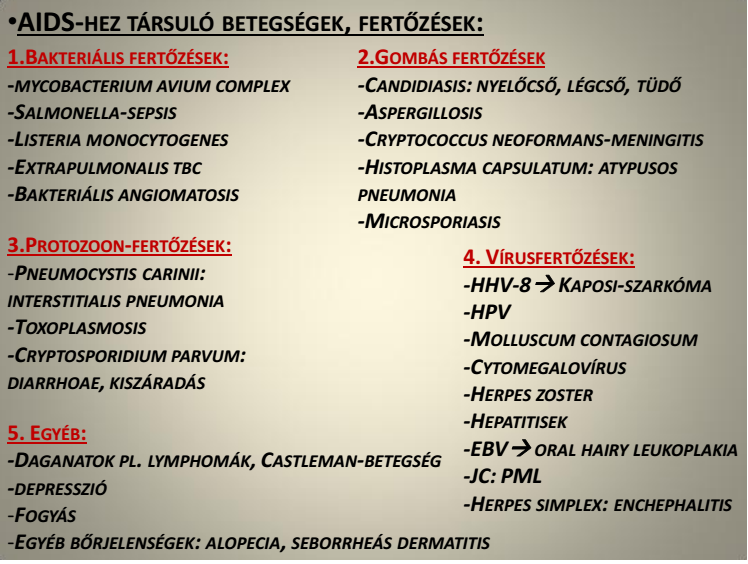 •AIDS-HEZ TÁRSULÓ BETEGSÉGEK, FERTŐZÉSEK:
1.BAKTERIÁLIS FERTŐZÉSEK:
-MYCOBACTERIUM AVIUM COMPLEX
-SALMONELLA-SEPSIS
-LISTERIA MONOCYTOGENES
-EXTRAPULMONALIS TBC
-BAKTERIÁLIS ANGIOMATOSIS
2.GOMBÁS FERTŐZÉSEK
-CANDIDIASIS: NYELŐCSŐ, LÉGCSŐ, TÜDŐ
-ASPERGILLOSIS
-CRYPTOCOCCUS NEOFORMANS-MENINGITIS
-HISTOPLASMA CAPSULATUM: ATYPUSOS
PNEUMONIA
-MICROSPORIASIS
3.PROTOZOON-FERTŐZÉSEK:
-PNEUMOCYSTIS CARINII:
INTERSTITIALIS PNEUMONIA
-TOXOPLASMOSIS
-CRYPTOSPORIDIUM PARVUM:
DIARRHOAE, KISZÁRADÁS
4. VÍRUSFERTŐZÉSEK:
-HHV-8→ KAPOSI-SZARKÓMA
-HPV
-MOLLUSCUM CONTAGIOSUM
-CYTOMEGALOVÍRUS
-HERPES ZOSTER
-HEPATITISEK
-EBV→ ORAL HAIRY LEUKOPLAKIA
-JC: PML
-HERPES SIMPLEX: ENCHEPHALITIS
5. EGYÉB:
-DAGANATOK PL. LYMPHOMÁK, CASTLEMAN-BETEGSÉG
-DEPRESSZIÓ
-FOGYÁS
-EGYÉB BŐRJELENSÉGEK: ALOPECIA, SEBORRHEÁS DERMATITIS